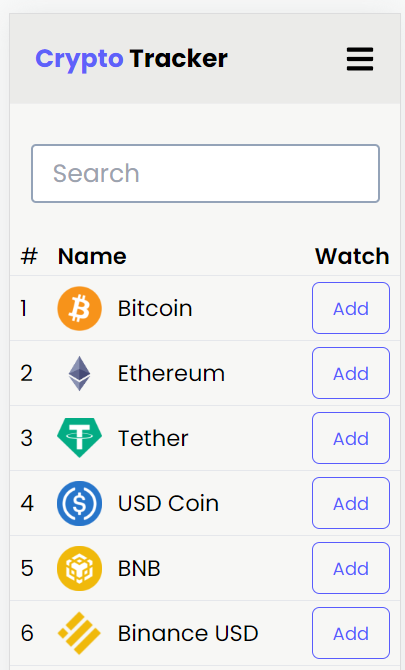 Crypto Tracker
Search
# Name Watch
1 Bitcoin Add
2 Ethereum Add
3 Tether Add
4 USD Coin Add
5 BNB Add
6 Binance USD Add